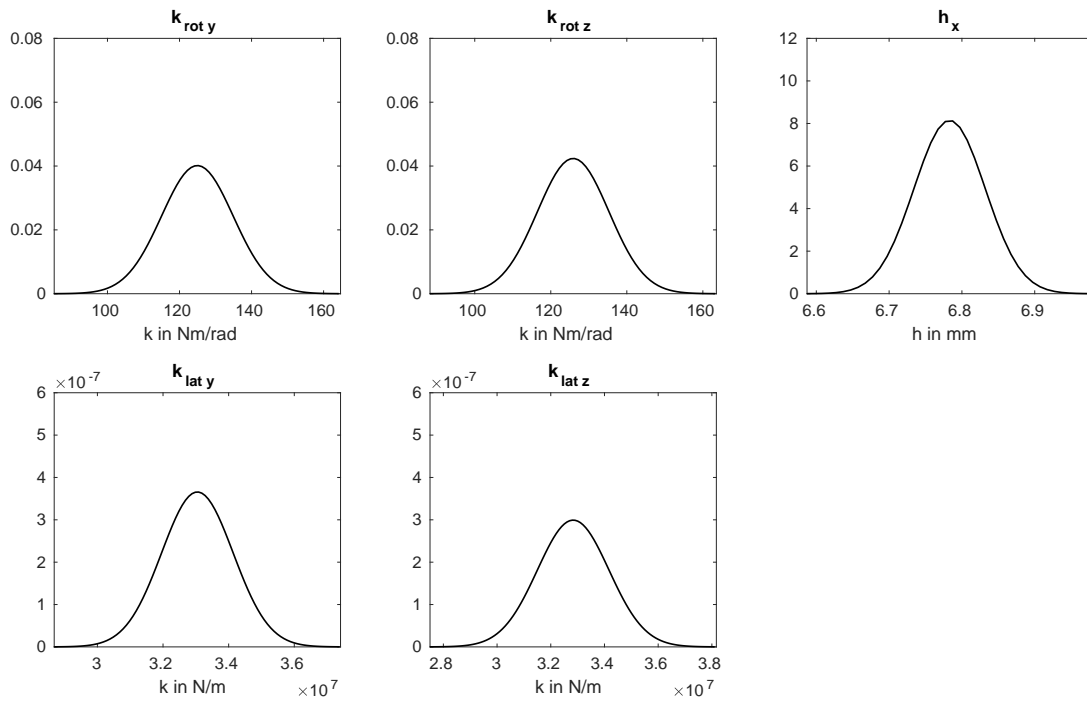 k rot y
0.08
0.06
0.04
0.02
0
100 120 140 160
k in Nm/rad
k rot z
0.08
0.06
0.04
0.02
0
100 120 140 160
k in Nm/rad
h x
12
10
8
6
4
2
0
6.6 6.7 6.8 6.9
h in mm
k lat y
×10 -7
6
5
4
3
2
1
0
3 3.2 3.4 3.6
k in N/m
×10 7
k lat z
×10 -7
6
5
4
3
2
1
0
2.8 3 3.2 3.4 3.6 3.8
k in N/m
×10 7